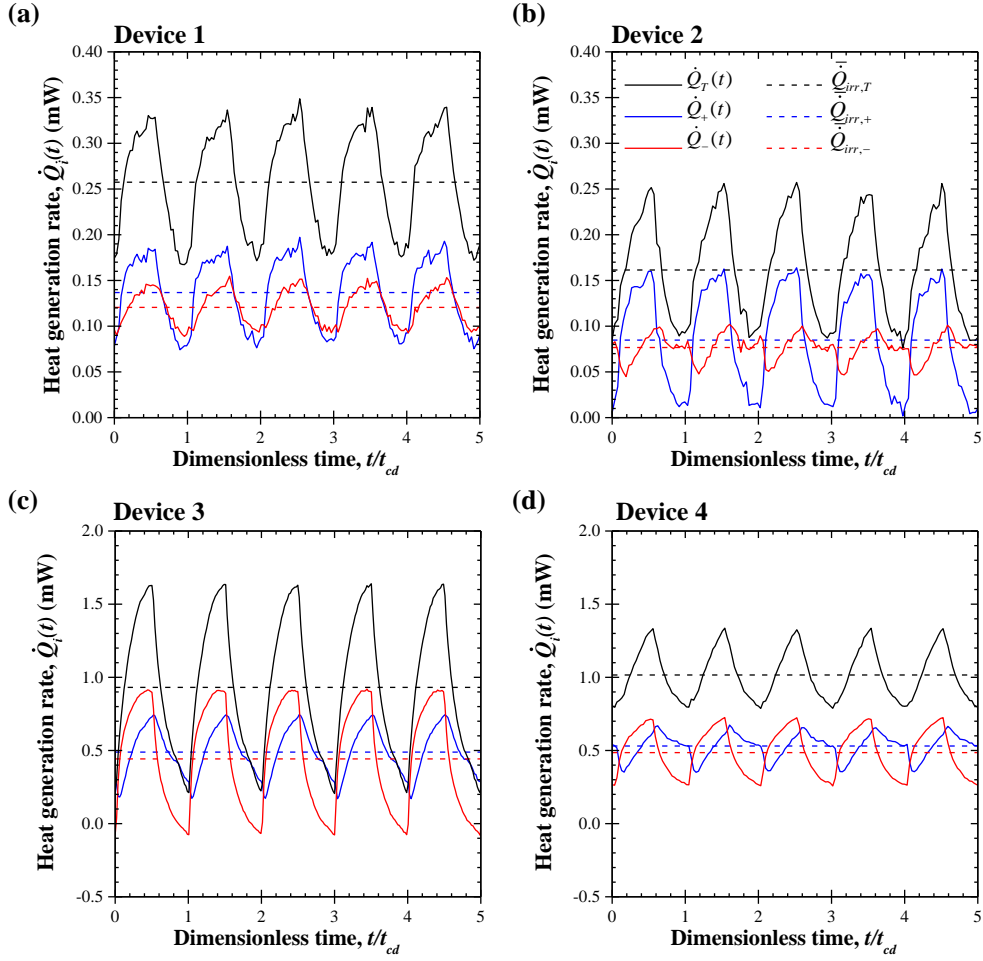 (a)
Device 1
Heat generation rate, Q̇i(t) (mW)
0.40
0.35
0.30
0.25
0.20
0.15
0.10
0.05
0.00
0 1 2 3 4 5
Dimensionless time, t/tcd
(b)
Device 2
Heat generation rate, Q̇i(t) (mW)
0.40
0.35
0.30
0.25
0.20
0.15
0.10
0.05
0.00
Q̇T(t)
Q̇+(t)
Q̇−(t)
Q̇̅irr,T
Q̇̅irr,+
Q̇̅irr,−
0 1 2 3 4 5
Dimensionless time, t/tcd
(c)
Device 3
Heat generation rate, Q̇i(t) (mW)
2.0
1.5
1.0
0.5
0.0
-0.5
0 1 2 3 4 5
Dimensionless time, t/tcd
(d)
Device 4
Heat generation rate, Q̇i(t) (mW)
2.0
1.5
1.0
0.5
0.0
-0.5
0 1 2 3 4 5
Dimensionless time, t/tcd